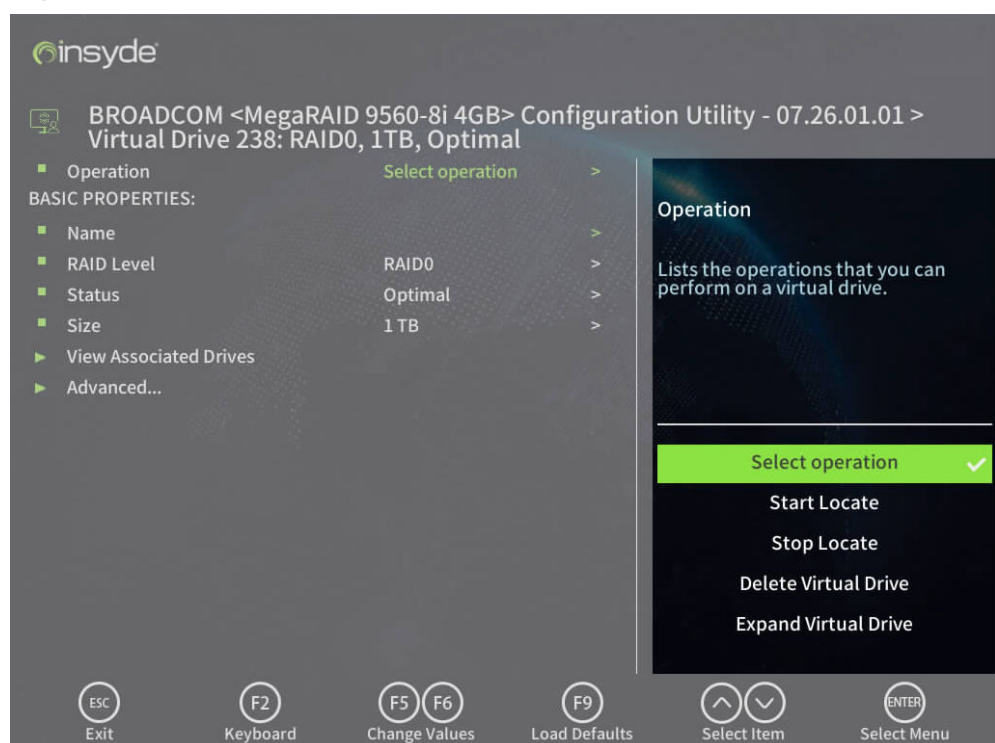 insyde
BROADCOM <MegaRAID 9560-8i 4GB> Configuration Utility - 07.26.01.01 >
Virtual Drive 238: RAID0, 1TB, Optimal
Operation Select operation >
BASIC PROPERTIES:
Name >
RAID Level RAID0 >
Status Optimal >
Size 1 TB >
View Associated Drives
Advanced...
Operation
Lists the operations that you can
perform on a virtual drive.
Select operation
Start Locate
Stop Locate
Delete Virtual Drive
Expand Virtual Drive
ESC F2 F5 F6 F9 ENTER
Exit Keyboard Change Values Load Defaults Select Item Select Menu